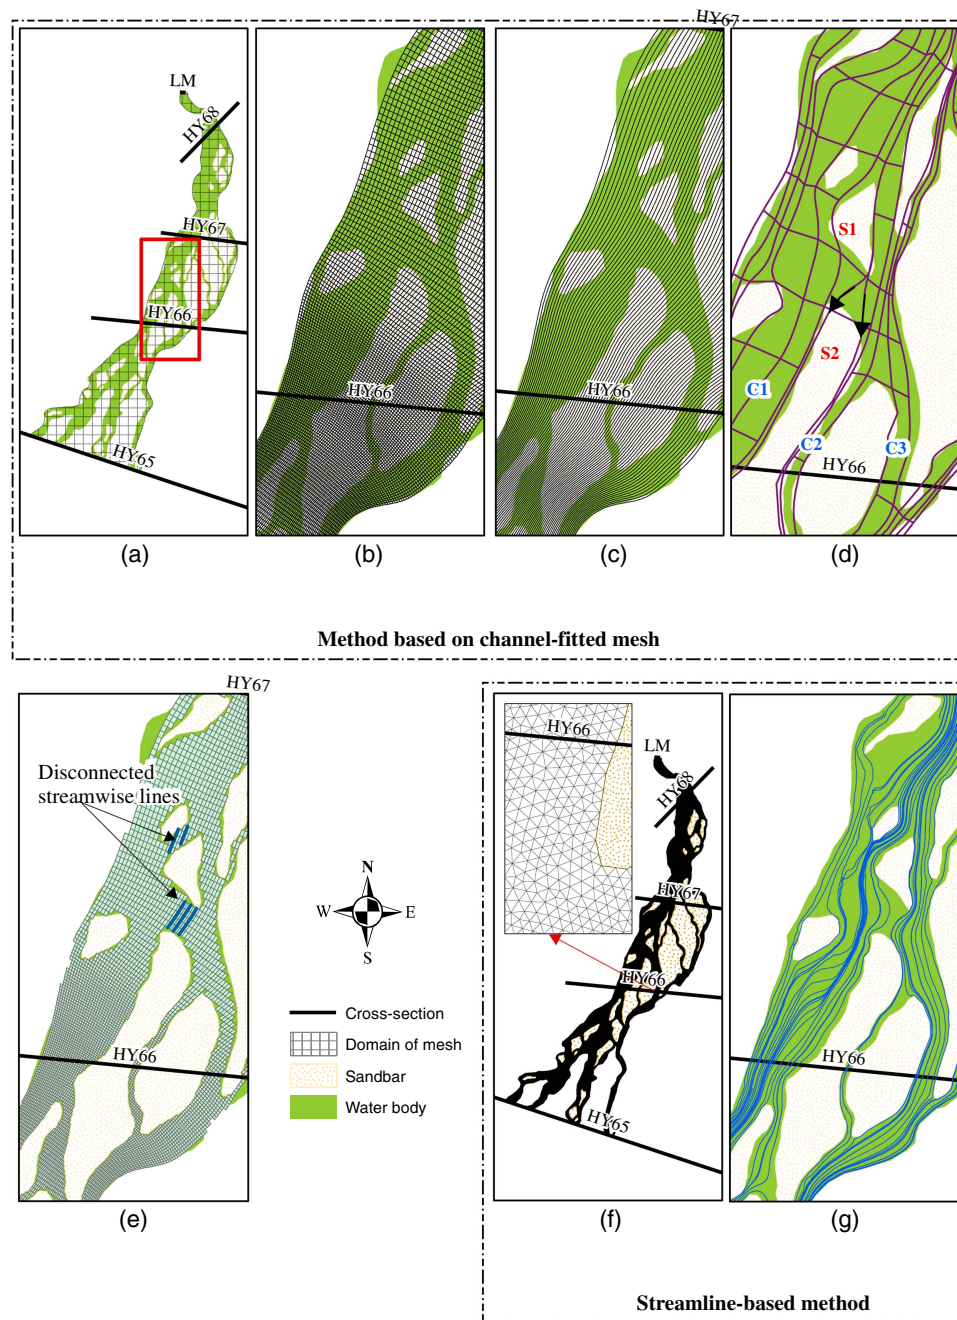 HY67
LM
HY68
HY67
HY66
HY65
(a)
HY66
(b)
HY66
(c)
S1
S2
C1
C2
C3
HY66
(d)
Method based on channel-fitted mesh
HY67
Disconnected
streamwise lines
HY66
(e)
N
W
E
S
Cross-section
Domain of mesh
Sandbar
Water body
HY66
LM
HY68
HY67
HY66
HY65
(f)
HY66
(g)
Streamline-based method